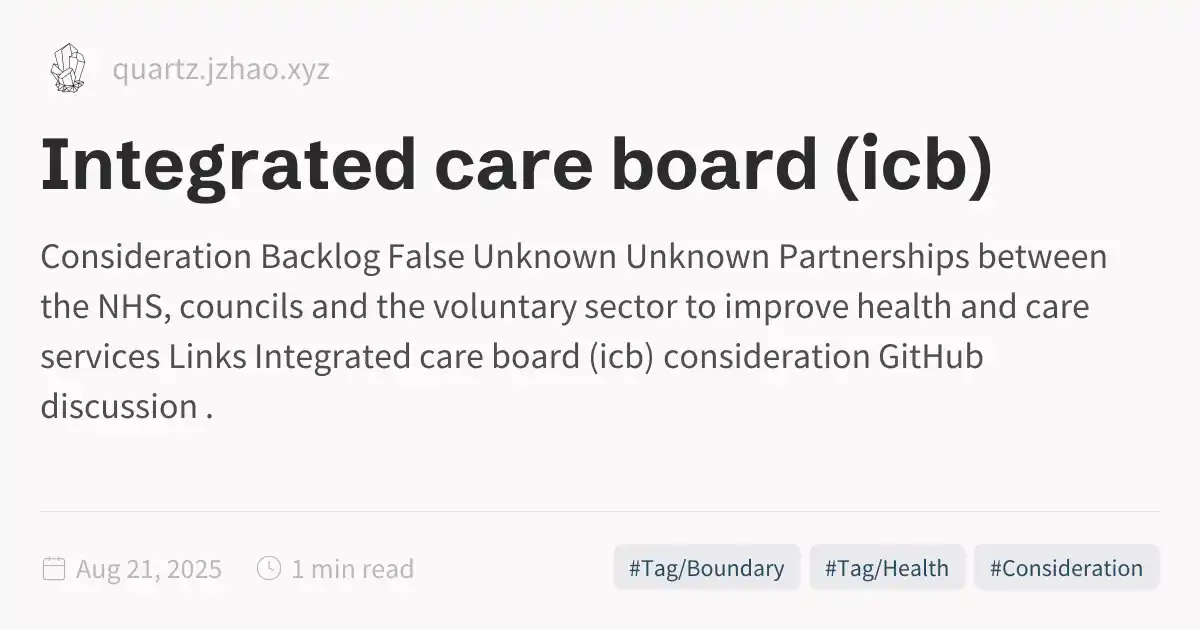 quartz.jzhao.xyz
Integrated care board (icb)
Consideration Backlog False Unknown Unknown Partnerships between
the NHS, councils and the voluntary sector to improve health and care
services Links Integrated care board (icb) consideration GitHub
discussion .
Aug 21, 2025 1 min read #Tag/Boundary #Tag/Health #Consideration